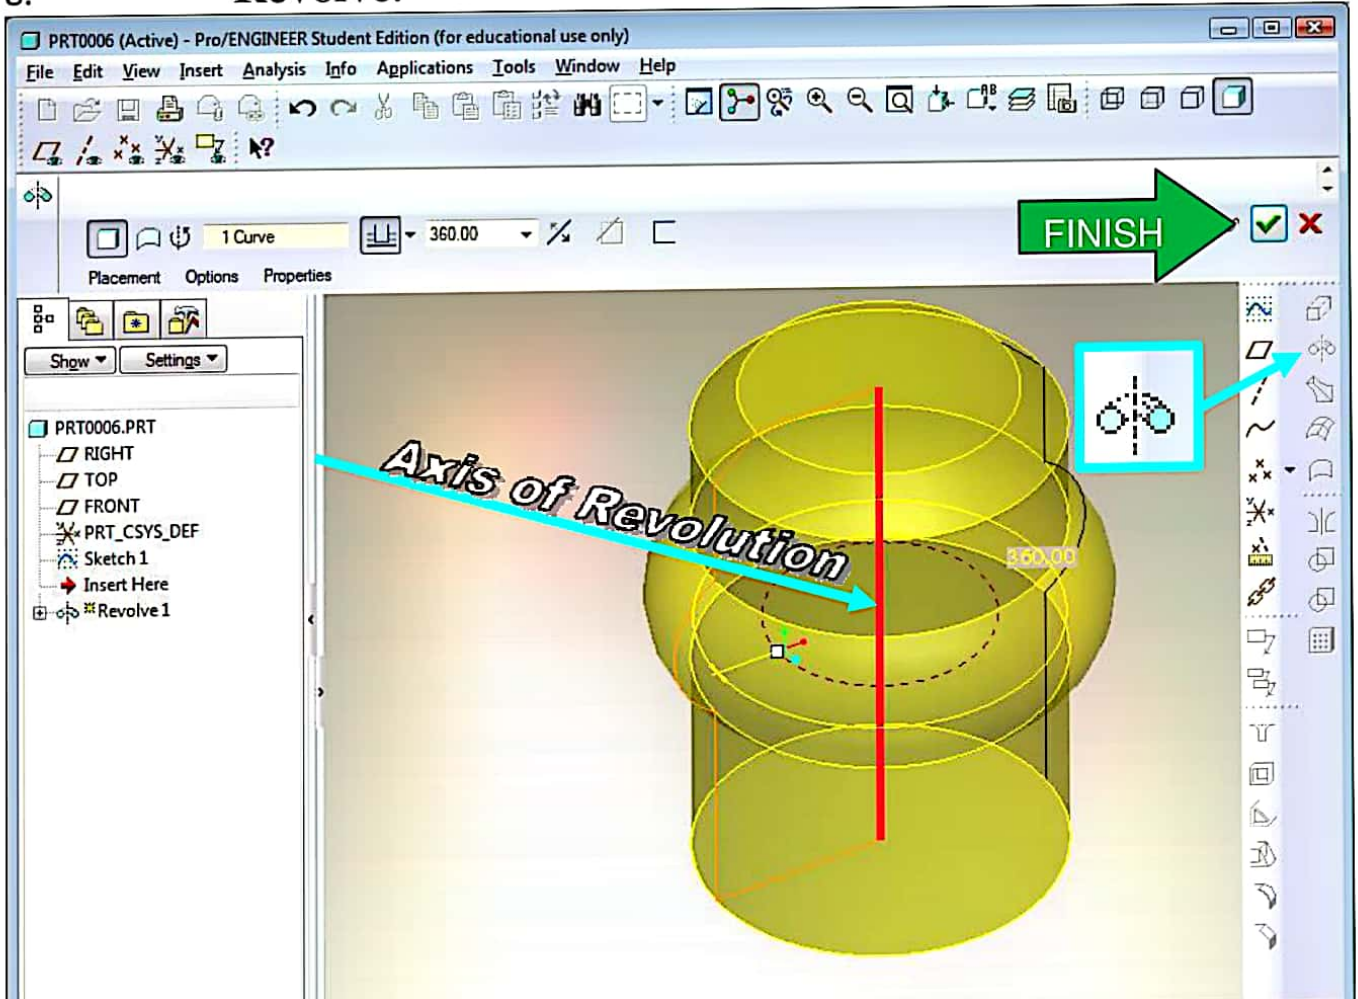 Revolve.
PRT0006 (Active) - Pro/ENGINEER Student Edition (for educational use only)
File Edit View Insert Analysis Info Applications Tools Window Help
FINISH
1 Curve 360.00
Placement Options Properties
Show Settings
PRT0006.PRT
RIGHT
TOP
FRONT
PRT_CSYS_DEF
Sketch 1
Insert Here
Revolve 1
Axis of Revolution
360.00